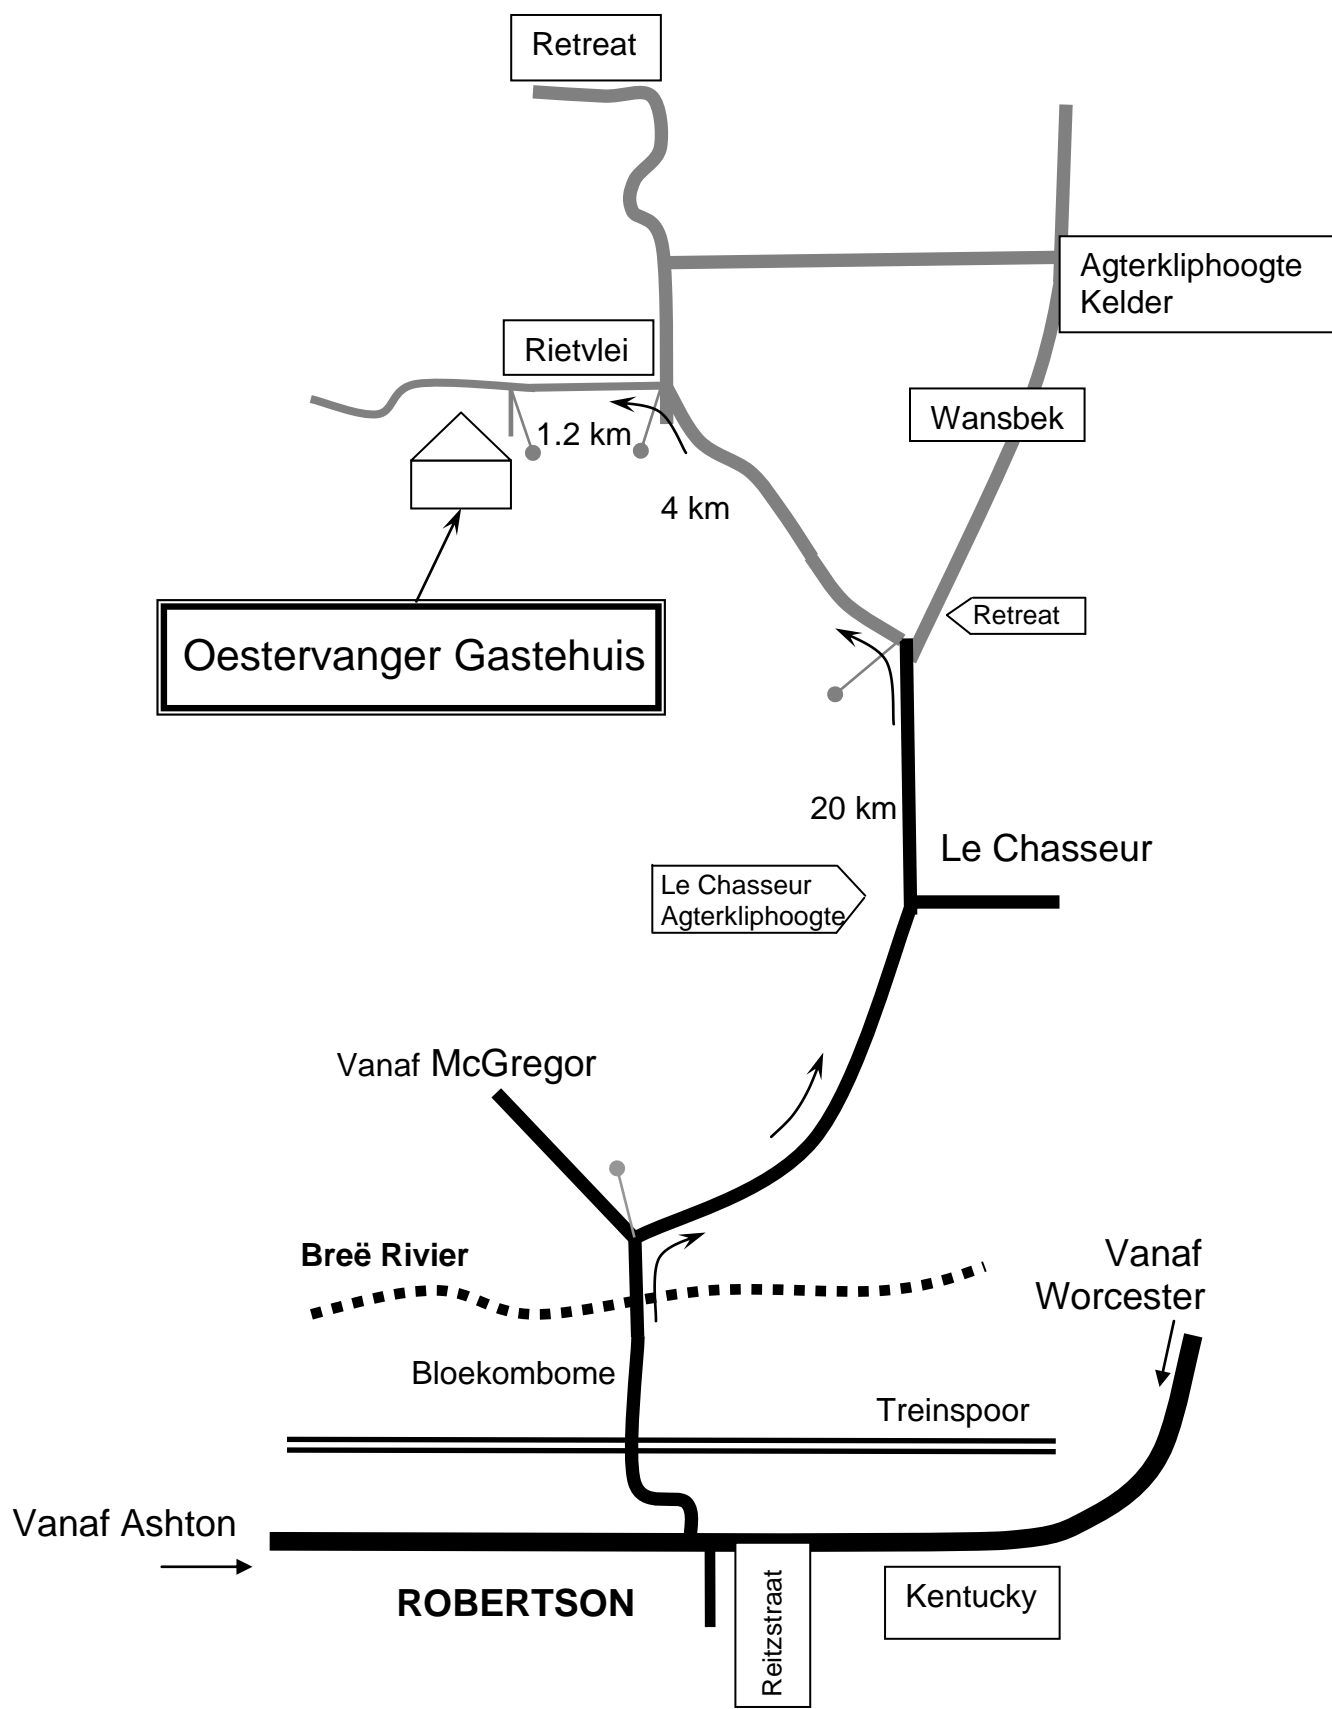 Retreat
Agterkliphoogte
Kelder
Rietvlei
Wansbek
1.2 km
4 km
Retreat
Oestervanger Gastehuis
20 km
Le Chasseur
Le Chasseur
Agterkliphoogte
Vanaf McGregor
Breë Rivier
Vanaf
Worcester
Bloekombome
Treinspoor
Vanaf Ashton
ROBERTSON
Reitzstraat
Kentucky